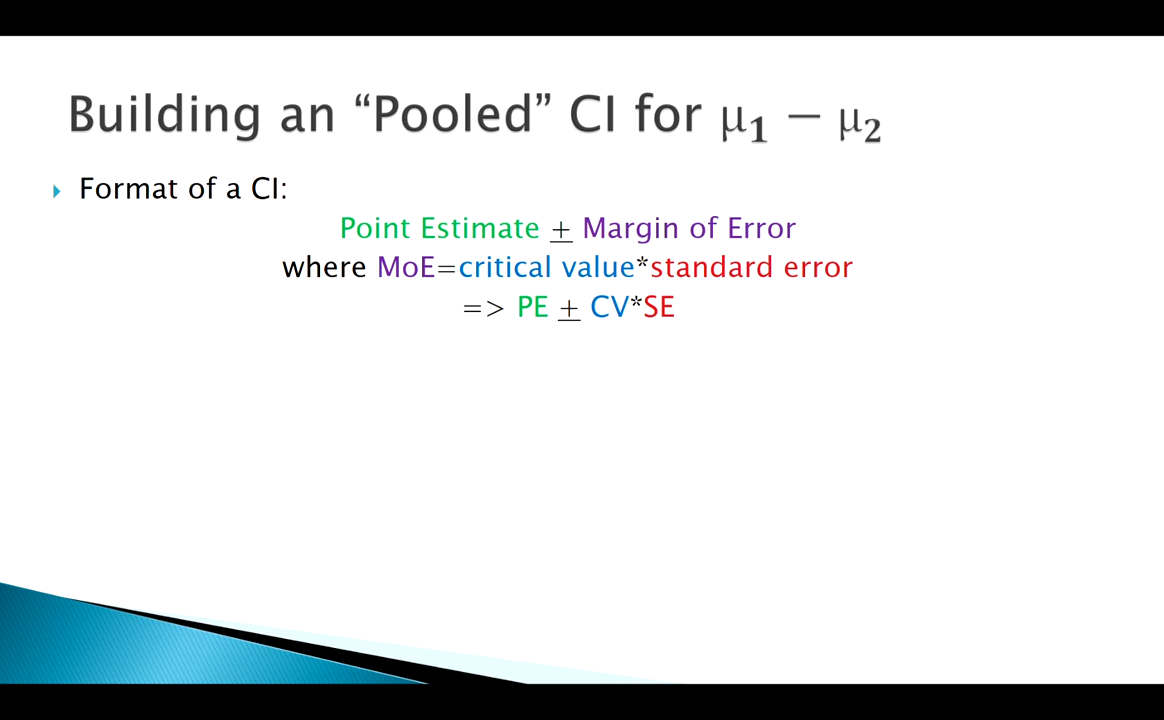 Building an “Pooled” CI for μ₁ − μ₂
Format of a CI:
Point Estimate ± Margin of Error
where MoE=critical value*standard error
=> PE ± CV*SE